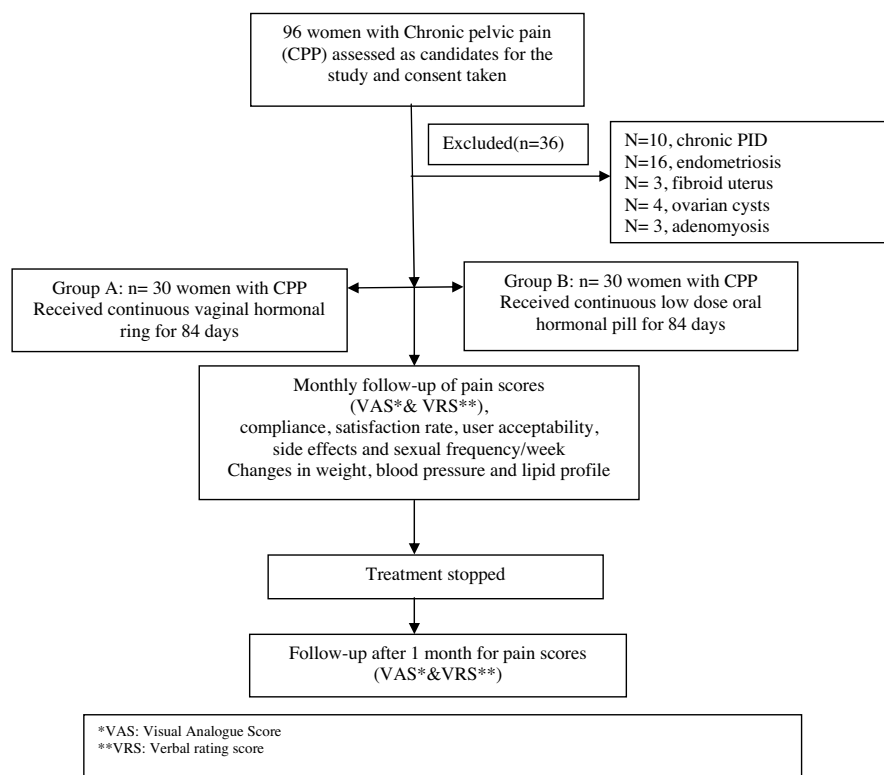 96 women with Chronic pelvic pain
(CPP) assessed as candidates for the
study and consent taken
Excluded(n=36)
N=10, chronic PID
N=16, endometriosis
N= 3, fibroid uterus
N= 4, ovarian cysts
N= 3, adenomyosis
Group A: n= 30 women with CPP
Received continuous vaginal hormonal
ring for 84 days
Group B: n= 30 women with CPP
Received continuous low dose oral
hormonal pill for 84 days
Monthly follow-up of pain scores
(VAS*& VRS**),
compliance, satisfaction rate, user acceptability,
side effects and sexual frequency/week
Changes in weight, blood pressure and lipid profile
Treatment stopped
Follow-up after 1 month for pain scores
(VAS*&VRS**)
*VAS: Visual Analogue Score
**VRS: Verbal rating score